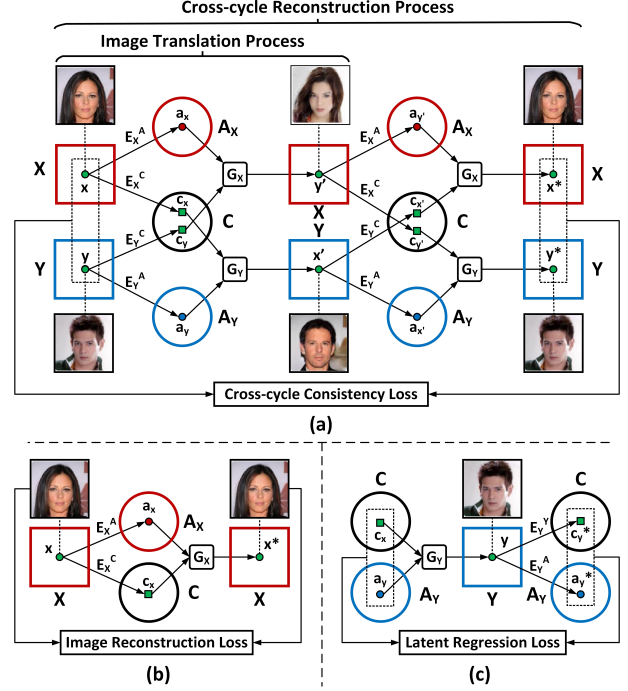 Cross-cycle Reconstruction Process
Image Translation Process
a_x A_X a_y' A_X
E_X^A E_X^A
X G_X G_X X
x E_X^C c_x y' E_X^C c_x' x*
C X C
Y
y E_Y^C c_y x' E_Y^C c_y' y*
Y G_Y G_Y Y
E_Y^A E_Y^A
a_y A_Y a_x' A_Y
Cross-cycle Consistency Loss
(a)
a_x A_X
E_X^A
x G_X x*
E_X^C
c_x C
X X
Image Reconstruction Loss
(b)
C C
c_x E_Y^Y c_y*
G_Y y
a_y E_Y^A a_y*
A_Y Y A_Y
Latent Regression Loss
(c)